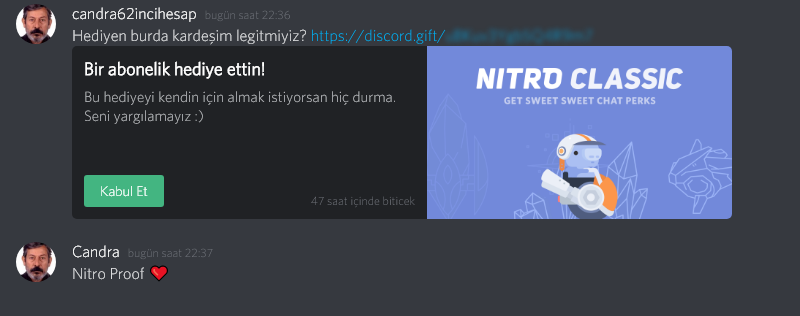 candra62incihesap bugün saat 22:36
Hediyen burda kardeşim legitmiyiz? https://discord.gift/
Bir abonelik hediye ettin!
Bu hediyeyi kendin için almak istiyorsan hiç durma.
Seni yargılamayız :)
Kabul Et
47 saat içinde biticek
NITRO CLASSIC
GET SWEET SWEET CHAT PERKS
Candra bugün saat 22:37
Nitro Proof ❤